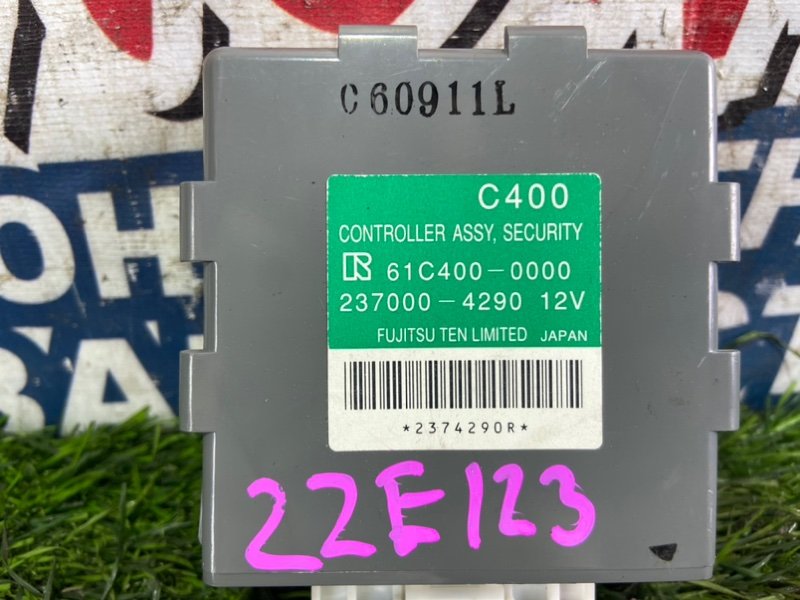 C60911L
C400
CONTROLLER ASSY, SECURITY
R 61C400-0000
237000-4290 12V
FUJITSU TEN LIMITED JAPAN
*2374290R*
22E123